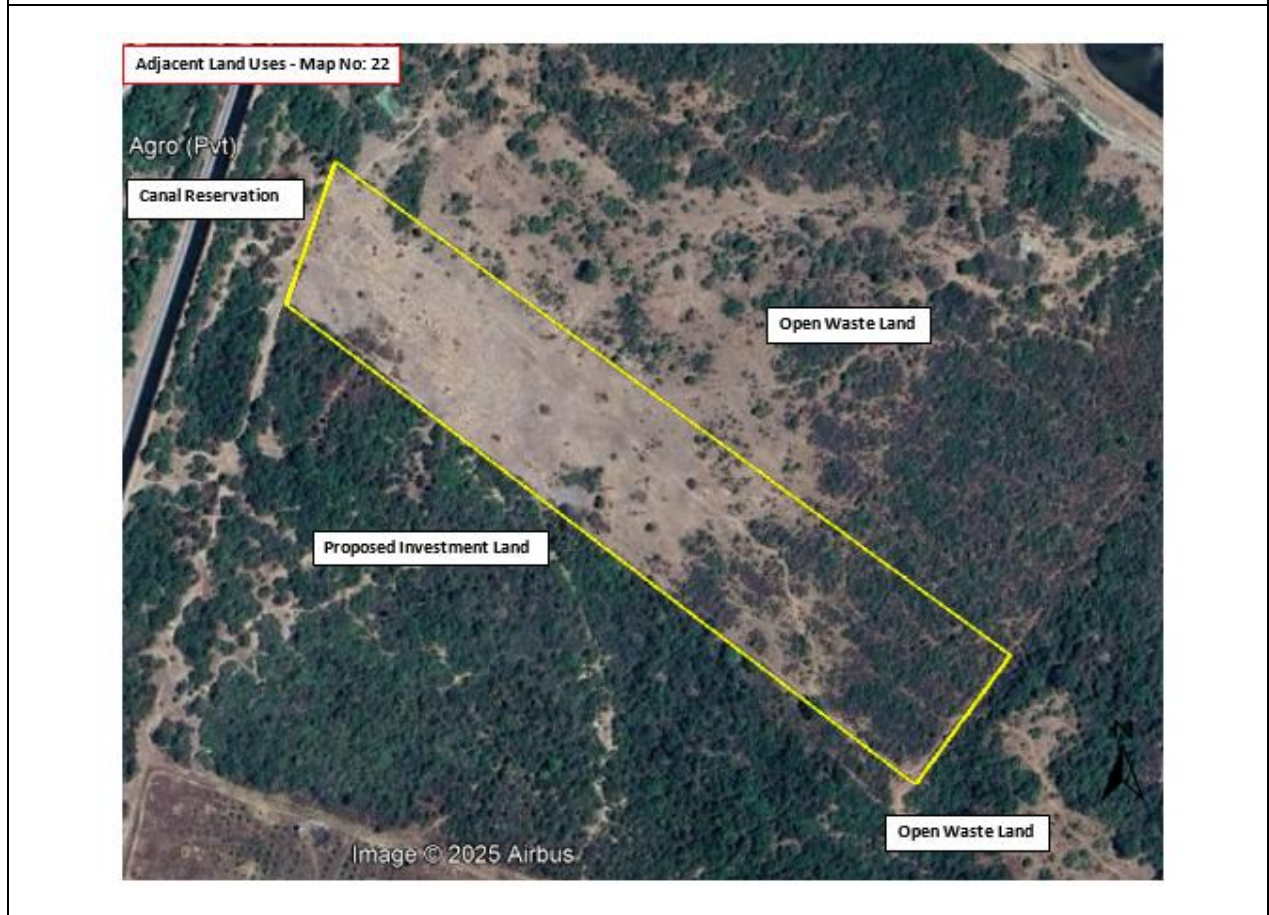 Adjacent Land Uses - Map No: 22
Agro (Pvt)
Canal Reservation
Open Waste Land
Proposed Investment Land
Open Waste Land
Image © 2025 Airbus